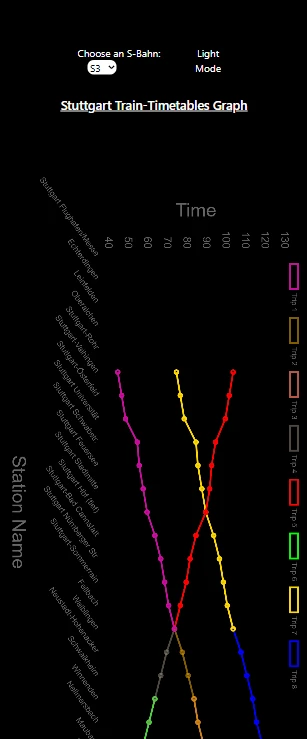 Choose an S-Bahn:
S3
Light
Mode
Stuttgart Train-Timetables Graph
Time
40
50
60
70
80
90
100
110
120
130
Trip 1
Trip 2
Trip 3
Trip 4
Trip 5
Trip 6
Trip 7
Trip 8
Station Name
Stuttgart Flughafen/Messe
Echterdingen
Leinfelden
Oberaichen
Stuttgart-Rohr
Stuttgart-Vaihingen
Stuttgart-Österfeld
Stuttgart Universität
Stuttgart Schwabstr.
Stuttgart Feuersee
Stuttgart Stadtmitte
Stuttgart Hbf (tief)
Stuttgart-Bad Cannstatt
Stuttgart Nürnberger Str.
Stuttgart-Sommerrain
Fellbach
Waiblingen
Neustadt-Hohenacker
Schwaikheim
Winnenden
Nellmersbach